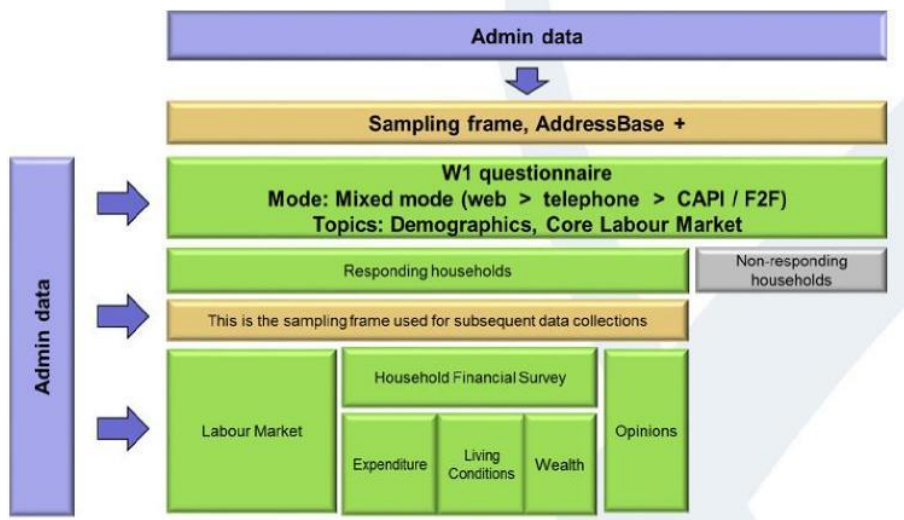 Admin data
Sampling frame, AddressBase +
Admin data
W1 questionnaire
Mode: Mixed mode (web > telephone > CAPI / F2F)
Topics: Demographics, Core Labour Market
Responding households
Non-responding
households
This is the sampling frame used for subsequent data collections
Labour Market
Household Financial Survey
Expenditure
Living
Conditions
Wealth
Opinions